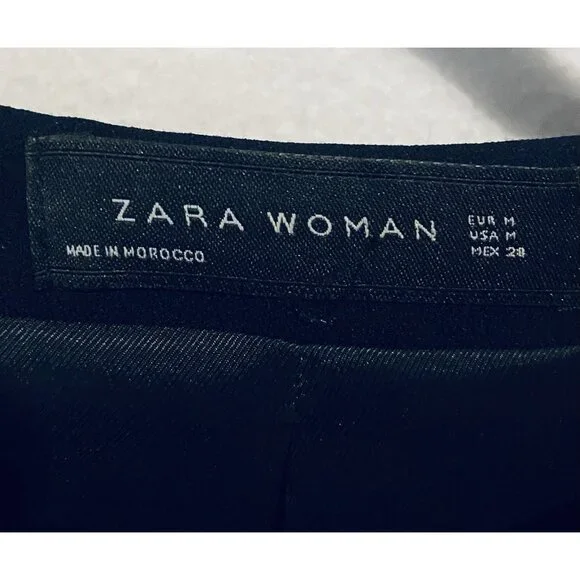 ZARA WOMAN
MADE IN MOROCCO
EUR M
USA M
MEX 28